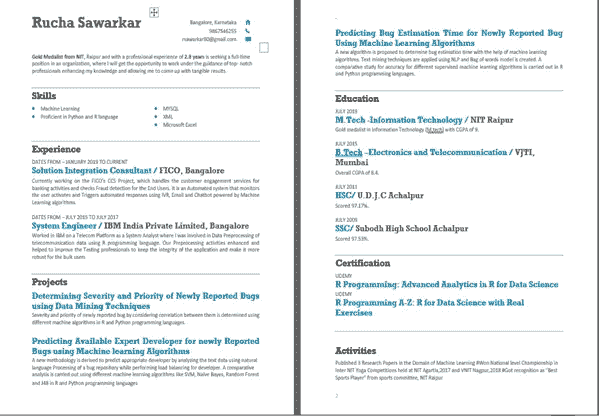 Rucha Sawarkar
Bangalore, Karnataka
9867846255
rsawarkar90@gmail.com
Gold Medalist from NIT, Raipur and with a professional experience of 2.8 years is seeking a full-time
position in an organization, where I will get the opportunity to work under the guidance of top-notch
professionals enhancing my knowledge and allowing me to come up with tangible results.
Skills
Machine Learning
Proficient in Python and R language
MYSQL
XML
Microsoft Excel
Experience
DATES FROM – JANUARY 2019 TO CURRENT
Solution Integration Consultant / FICO, Bangalore
Currently working on the FICO's CCS Project, which handles the customer engagement services for
banking activities and checks Fraud detection for the End Users. It is an Automated system that monitors
the user activates and Triggers automated responses using IVR, Email and Chatbot powered by Machine
Learning algorithms.
DATES FROM – JULY 2015 TO JULY 2017
System Engineer / IBM India Private Limited, Bangalore
Worked in IBM on a Telecom Platform as a System Analyst where I was involved in Data Preprocessing of
telecommunication data using R programming language. Our Preprocessing activities enhanced and
helped to improve the Testing professionals to keep the integrity of the application and make it more
robust for the bulk users.
Projects
Determining Severity and Priority of Newly Reported Bugs
using Data Mining Techniques
Severity and priority of newly reported bug by considering correlation between them is determined using
different machine algorithms in R and Python programming languages.
Predicting Available Expert Developer for newly Reported
Bugs using Machine learning Algorithms
A new methodology is derived to predict appropriate developer by analyzing the bug text data using natural
language Processing of a bug repository while performing load balancing for developer. A comparative
analysis is carried out using different machine learning algorithms like SVM, Naive Bayes, Random Forest
and J48 in R and Python programming languages
Predicting Bug Estimation Time for Newly Reported Bug
Using Machine Learning Algorithms
A new algorithm is proposed to determine bug estimation time with the help of machine learning
algorithms. Text mining techniques are applied using NLP and Bag of words model is created. A
comparative study for accuracy for different supervised machine learning algorithms is carried out in R
and Python programming languages.
Education
JULY 2019
M.Tech -Information Technology / NIT Raipur
Gold medalist in Information Technology (M.tech) with CGPA of 9.
JULY 2015
B.Tech -Electronics and Telecommunication / VJTI,
Mumbai
Overall CGPA of 8.4.
JULY 2011
HSC/ U.D.J.C Achalpur
Scored 97.17%.
JULY 2009
SSC/ Subodh High School Achalpur
Scored 97.53%.
Certification
UDEMY
R Programming: Advanced Analytics in R for Data Science
UDEMY
R Programming A-Z: R for Data Science with Real
Exercises
Activities
Published 3 Research Papers in the Domain of Machine Learning #Won National level Championship in
Inter NIT Yoga Competitions held at NIT Agartla,2017 and VNIT Nagpur,2018 #Got recognition as "Best
Sports Player" from sports committee, NIT Raipur
2